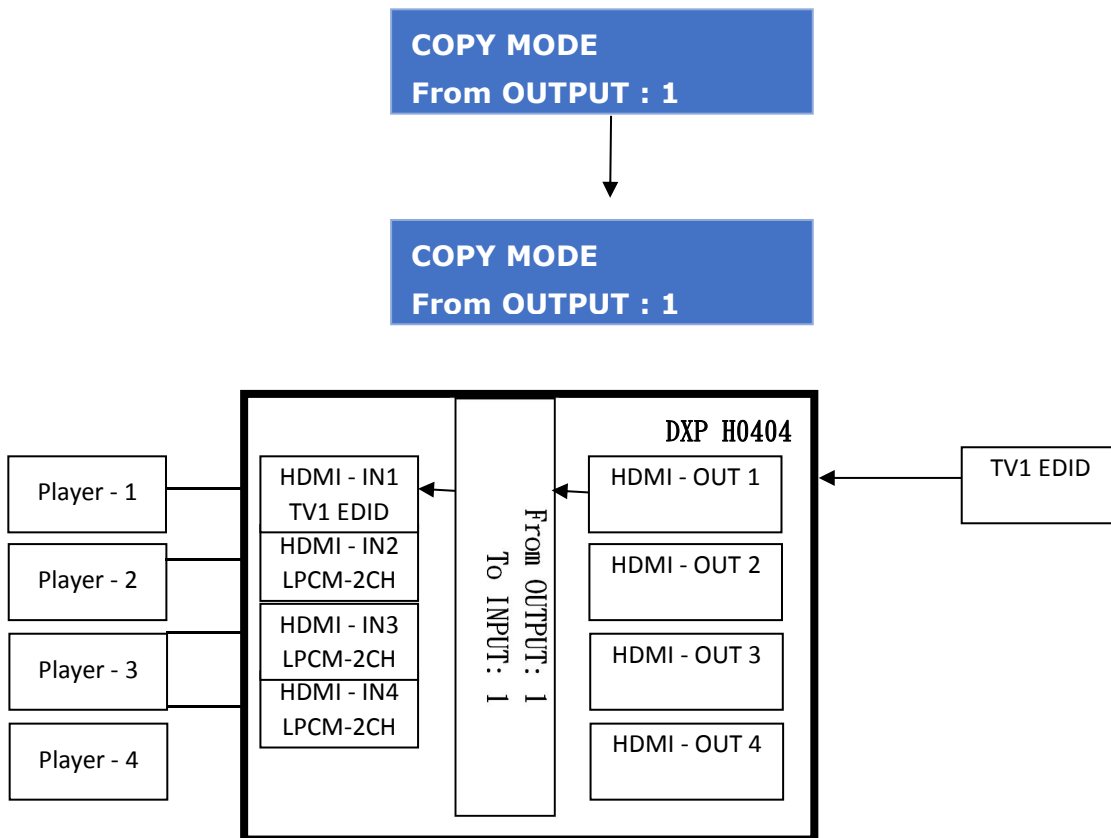 COPY MODE
From OUTPUT : 1
COPY MODE
From OUTPUT : 1
DXP H0404
Player - 1
Player - 2
Player - 3
Player - 4
HDMI - IN1
TV1 EDID
HDMI - IN2
LPCM-2CH
HDMI - IN3
LPCM-2CH
HDMI - IN4
LPCM-2CH
From OUTPUT: 1
To INPUT: 1
HDMI - OUT 1
HDMI - OUT 2
HDMI - OUT 3
HDMI - OUT 4
TV1 EDID